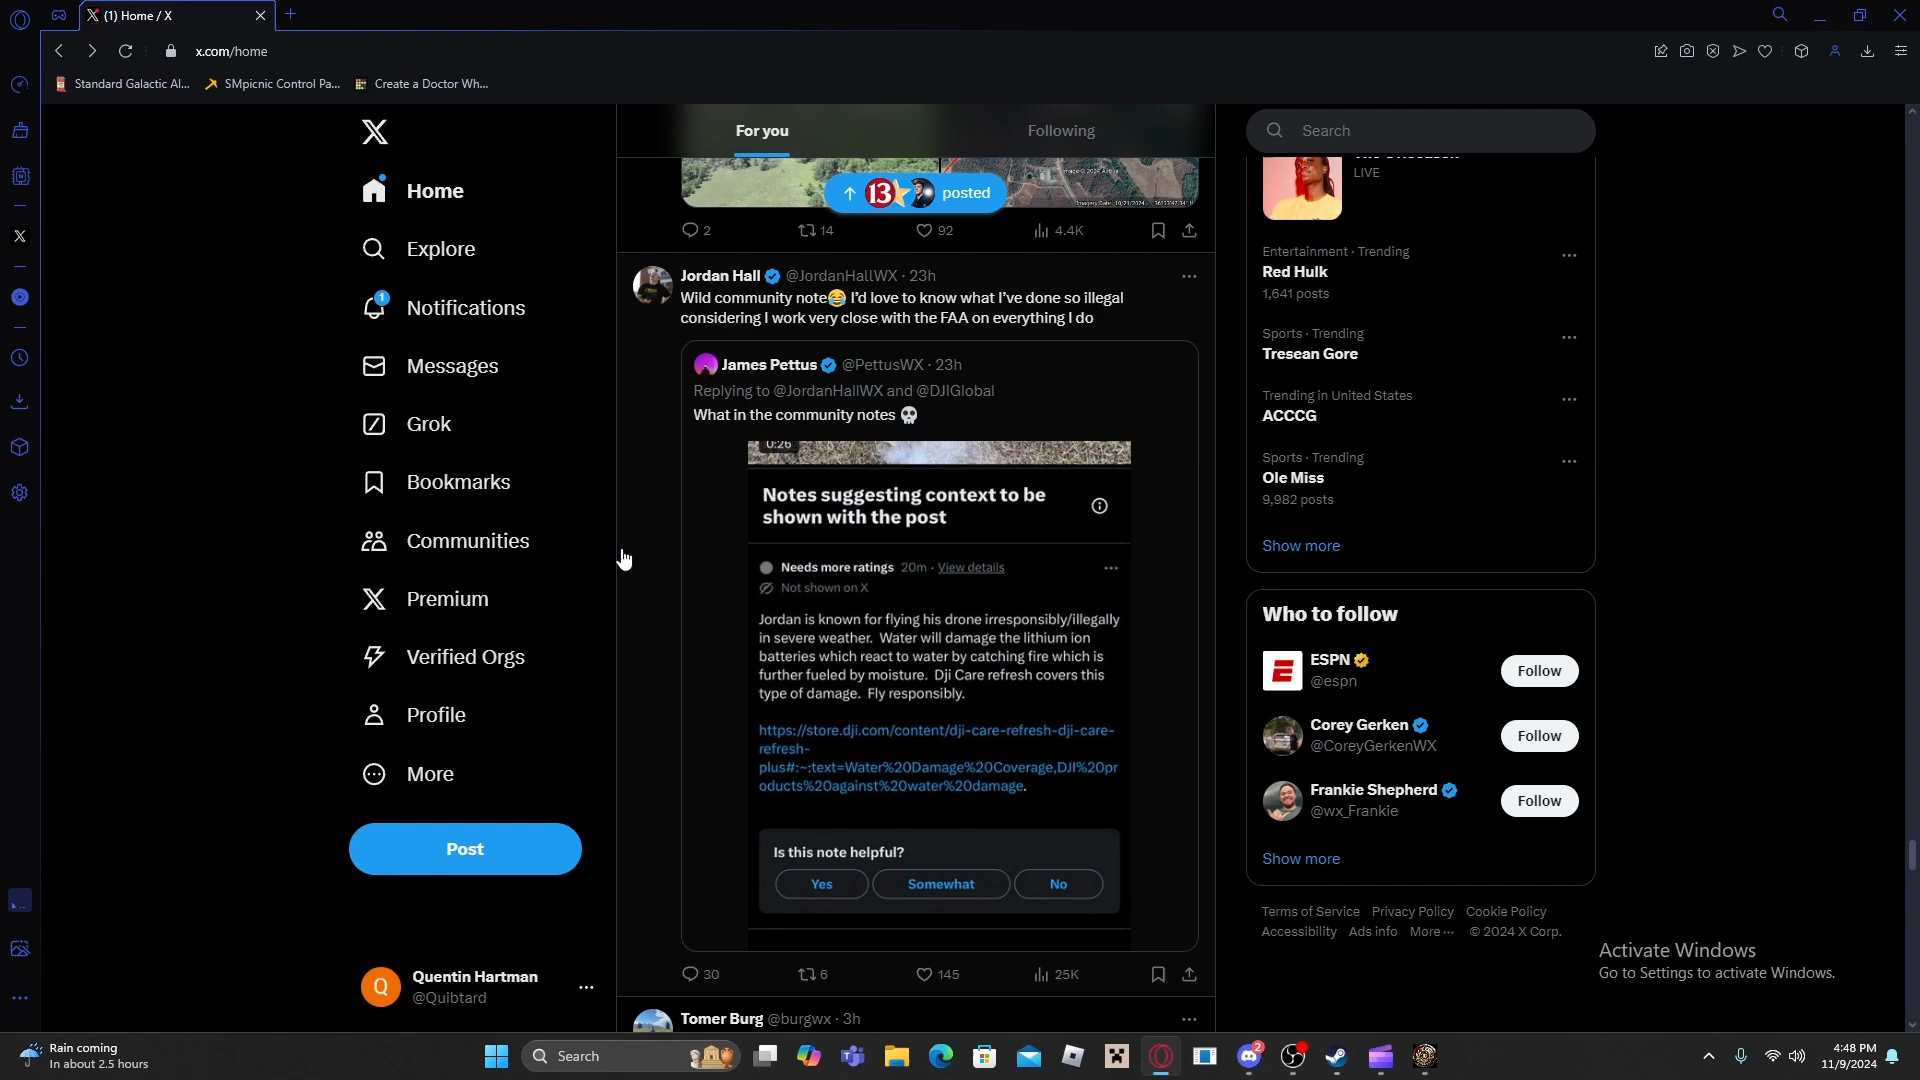 (1) Home / X
x.com/home
Standard Galactic Al...
SMpicnic Control Pa...
Create a Doctor Wh...
Home
Explore
1
Notifications
Messages
Grok
Bookmarks
Communities
Premium
Verified Orgs
Profile
More
Post
Q
Quentin Hartman
@Quibtard
For you
Following
13 posted
Image © 2024 Airbus
2
14
92
4.4K
Jordan Hall @JordanHallWX · 23h
Wild community note😂 I'd love to know what I've done so illegal
considering I work very close with the FAA on everything I do
James Pettus @PettusWX · 23h
Replying to @JordanHallWX and @DJIGlobal
What in the community notes 💀
0:26
Notes suggesting context to be
shown with the post
Needs more ratings 20m · View details
Not shown on X
Jordan is known for flying his drone irresponsibly/illegally
in severe weather. Water will damage the lithium ion
batteries which react to water by catching fire which is
further fueled by moisture. Dji Care refresh covers this
type of damage. Fly responsibly.
https://store.dji.com/content/dji-care-refresh-dji-care-
refresh-
plus#:~:text=Water%20Damage%20Coverage,DJI%20pr
oducts%20against%20water%20damage.
Is this note helpful?
Yes
Somewhat
No
30
6
145
25K
Tomer Burg @burgwx · 3h
Search
LIVE
Entertainment · Trending
Red Hulk
1,641 posts
Sports · Trending
Tresean Gore
Trending in United States
ACCCG
Sports · Trending
Ole Miss
9,982 posts
Show more
Who to follow
ESPN
@espn
Follow
Corey Gerken
@CoreyGerkenWX
Follow
Frankie Shepherd
@wx_Frankie
Follow
Show more
Terms of Service Privacy Policy Cookie Policy
Accessibility Ads info More ··· © 2024 X Corp.
Activate Windows
Go to Settings to activate Windows.
Rain coming
In about 2.5 hours
Search
2
4:48 PM
11/9/2024